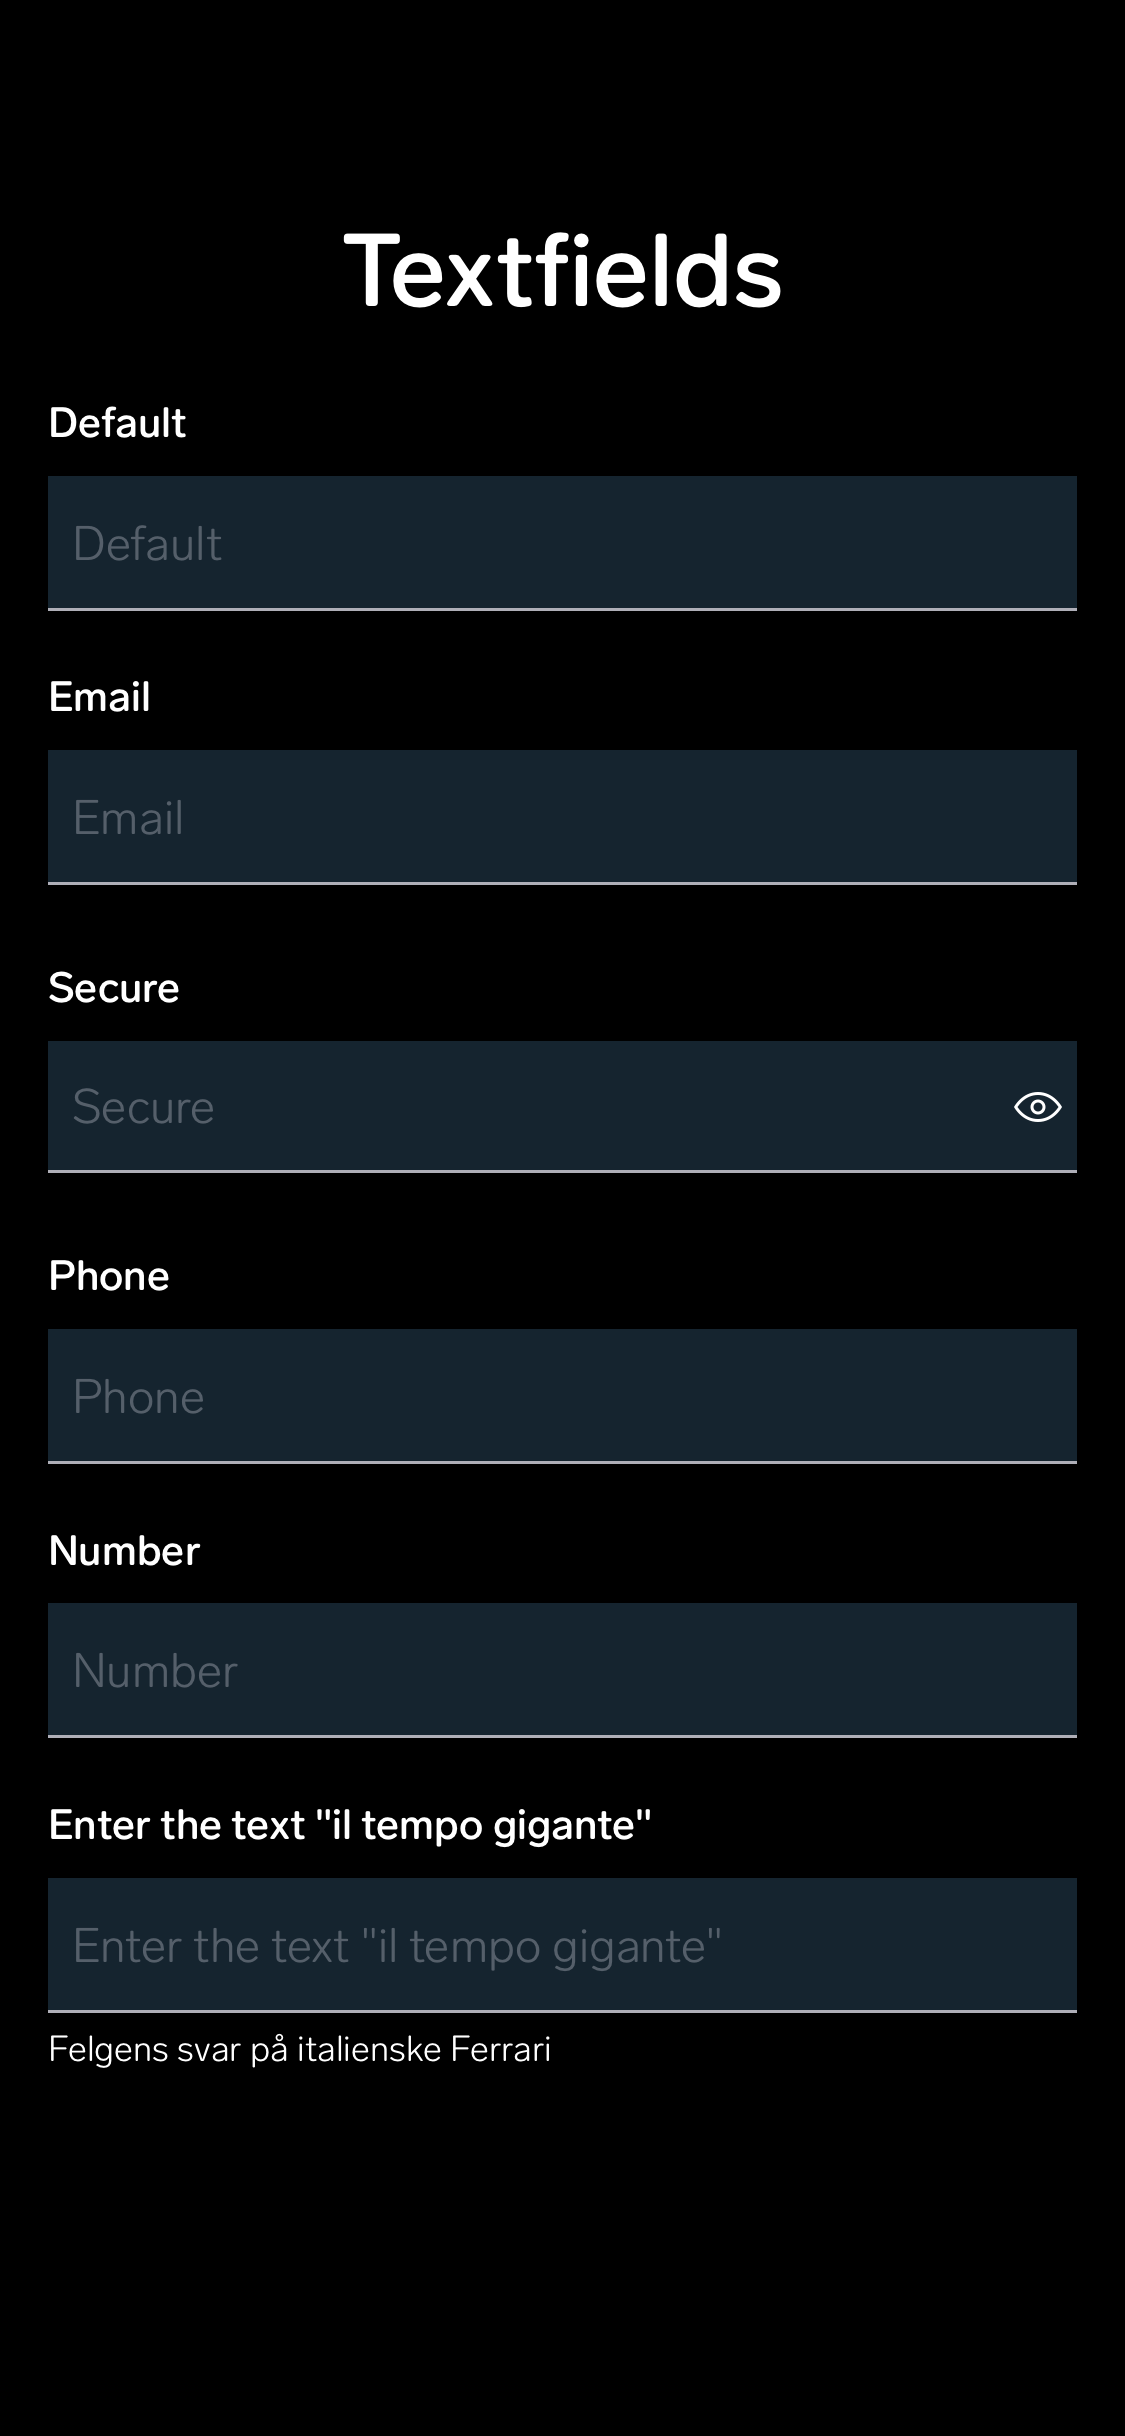 Textfields
Default
Default
Email
Email
Secure
Secure
Phone
Phone
Number
Number
Enter the text "il tempo gigante"
Enter the text "il tempo gigante"
Felgens svar på italienske Ferrari